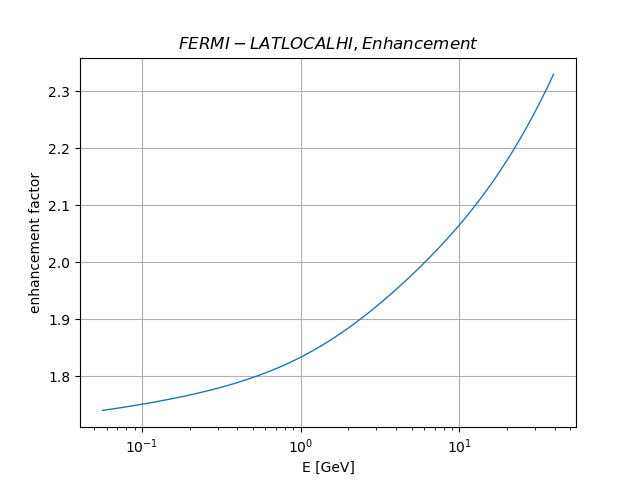 FERMI − LATLOCALHI, Enhancement
enhancement factor
2.3
2.2
2.1
2.0
1.9
1.8
10⁻¹ 10⁰ 10¹
E [GeV]